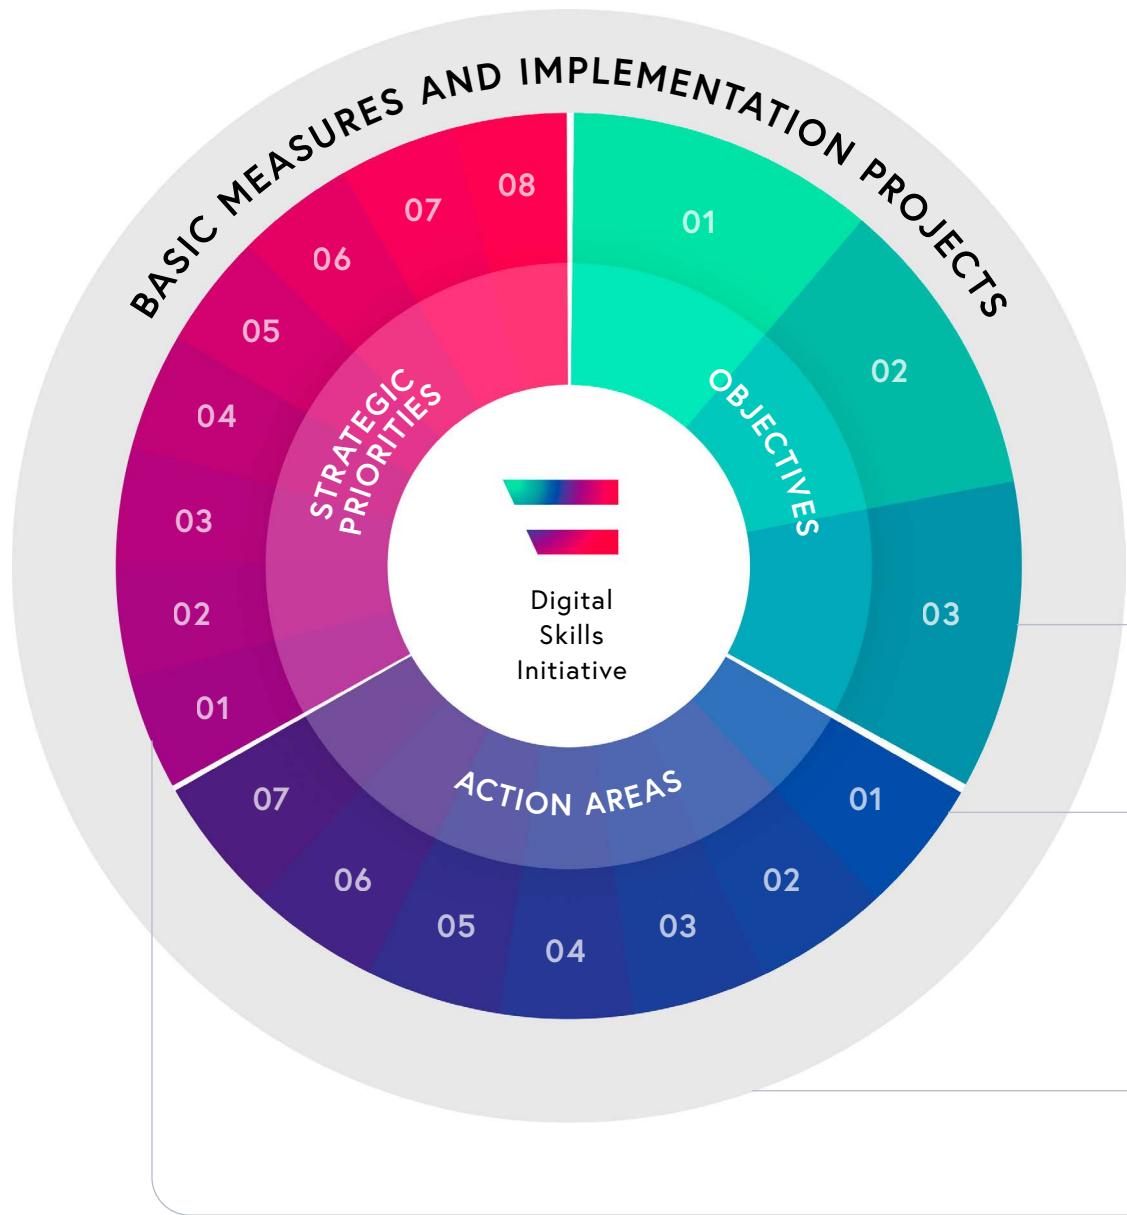 BASIC MEASURES AND IMPLEMENTATION PROJECTS
OBJECTIVES
01
02
03
ACTION AREAS
01
02
03
04
05
06
07
STRATEGIC
PRIORITIES
01
02
03
04
05
06
07
08
Digital
Skills
Initiative